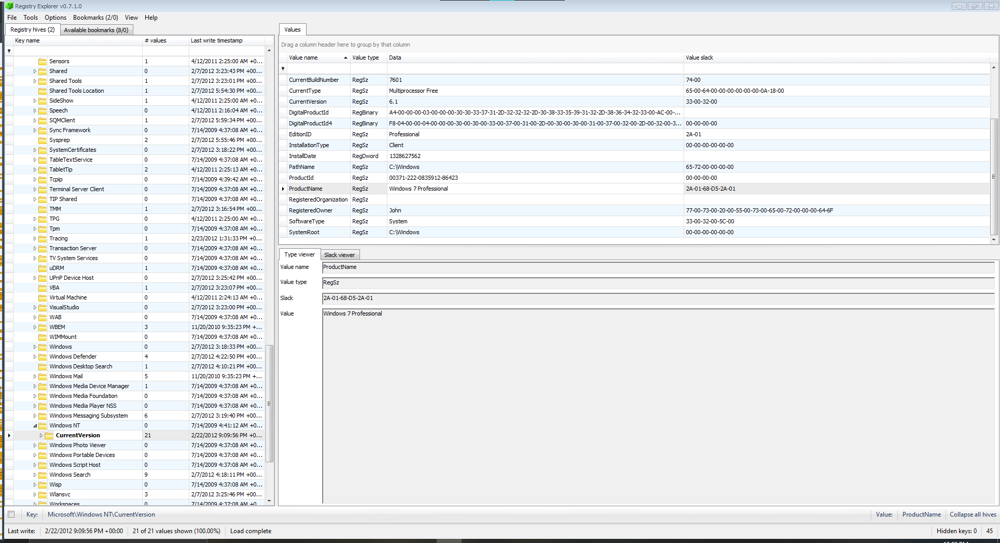 Registry Explorer v0.7.1.0
File Tools Options Bookmarks (2/0) View Help
Registry hives (2) Available bookmarks (8/0)
Key name # values Last write timestamp
Sensors 1 4/12/2011 2:25:00 AM +0...
Shared 0 2/7/2012 3:23:43 PM +00...
Shared Tools 1 2/7/2012 3:23:01 PM +00...
Shared Tools Location 1 2/7/2012 5:54:30 PM +00...
SideShow 1 4/12/2011 2:25:00 AM +0...
Speech 0 4/12/2011 2:16:04 AM +0...
SQMClient 1 2/7/2012 5:59:34 PM +00...
Sync Framework 0 7/14/2009 4:37:08 AM +0...
Sysprep 2 2/7/2012 5:55:46 PM +00...
SystemCertificates 0 2/7/2012 3:18:22 PM +00...
TableTextService 0 7/14/2009 4:37:08 AM +0...
TabletTip 2 4/12/2011 2:25:13 AM +0...
Tcpip 0 7/14/2009 4:39:42 AM +0...
Terminal Server Client 0 7/14/2009 4:37:08 AM +0...
TIP Shared 0 7/14/2009 4:37:08 AM +0...
TMM 1 2/7/2012 3:16:54 PM +00...
TPG 0 4/12/2011 2:25:00 AM +0...
Tpm 0 7/14/2009 4:37:08 AM +0...
Tracing 1 2/23/2012 1:31:33 PM +0...
Transaction Server 0 7/14/2009 4:37:08 AM +0...
TV System Services 0 7/14/2009 4:37:08 AM +0...
uDRM 1 7/14/2009 4:37:08 AM +0...
UPnP Device Host 0 2/7/2012 3:25:42 PM +00...
VBA 1 2/7/2012 3:23:07 PM +00...
Virtual Machine 0 4/12/2011 2:24:13 AM +0...
VisualStudio 0 2/7/2012 3:23:00 PM +00...
WAB 0 7/14/2009 4:37:08 AM +0...
WBEM 3 11/20/2010 9:35:23 PM +...
WIMMount 0 7/14/2009 4:37:08 AM +0...
Windows 0 2/7/2012 3:18:33 PM +00...
Windows Defender 4 2/7/2012 4:22:50 PM +00...
Windows Desktop Search 1 2/7/2012 4:10:21 PM +00...
Windows Mail 5 11/20/2010 9:35:23 PM +...
Windows Media Device Manager 1 7/14/2009 4:37:08 AM +0...
Windows Media Foundation 0 7/14/2009 4:37:08 AM +0...
Windows Media Player NSS 0 7/14/2009 4:37:08 AM +0...
Windows Messaging Subsystem 6 2/7/2012 3:19:40 PM +00...
Windows NT 0 7/14/2009 4:41:12 AM +0...
CurrentVersion 21 2/22/2012 9:09:56 PM +0...
Windows Photo Viewer 0 7/14/2009 4:37:08 AM +0...
Windows Portable Devices 0 7/14/2009 4:37:08 AM +0...
Windows Script Host 0 7/14/2009 4:37:08 AM +0...
Windows Search 9 2/7/2012 4:18:11 PM +00...
Wisp 0 7/14/2009 4:37:08 AM +0...
Wlansvc 3 2/7/2012 3:25:46 PM +00...
Workspaces 0 7/14/2009 4:37:08 AM +0...
Values
Drag a column header here to group by that column
Value name Value type Data Value slack
CurrentBuildNumber RegSz 7601 74-00
CurrentType RegSz Multiprocessor Free 65-00-64-00-00-00-00-00-00-0A-18-00
CurrentVersion RegSz 6.1 33-00-32-00
DigitalProductId RegBinary A4-00-00-00-03-00-00-00-30-30-33-37-31-2D-32-32-32-2D-30-38-33-35-39-31-32-2D-38-36-34-32-33-00-AC-00-...
DigitalProductId4 RegBinary F8-04-00-00-04-00-00-00-30-00-30-00-33-00-37-00-31-00-2D-00-30-00-30-00-31-00-37-00-32-00-2D-00-32-00-3... 00-00-00-00
EditionID RegSz Professional 2A-01
InstallationType RegSz Client 00-00-00-00-00-00
InstallDate RegDword 1328627562
PathName RegSz C:\Windows 65-72-00-00-00-00
ProductId RegSz 00371-222-0835912-86423 00-00-00-00
ProductName RegSz Windows 7 Professional 2A-01-68-D5-2A-01
RegisteredOrganization RegSz
RegisteredOwner RegSz John 77-00-73-00-20-00-55-00-73-00-65-00-72-00-00-00-64-6F
SoftwareType RegSz System 33-00-32-00-5C-00
SystemRoot RegSz C:\Windows 00-00-00-00-00-00
Type viewer Slack viewer
Value name ProductName
Value type RegSz
Slack 2A-01-68-D5-2A-01
Value Windows 7 Professional
Key: Microsoft\Windows NT\CurrentVersion Value: ProductName Collapse all hives
Last write: 2/22/2012 9:09:56 PM +00:00 21 of 21 values shown (100.00%) Load complete Hidden keys: 0 45